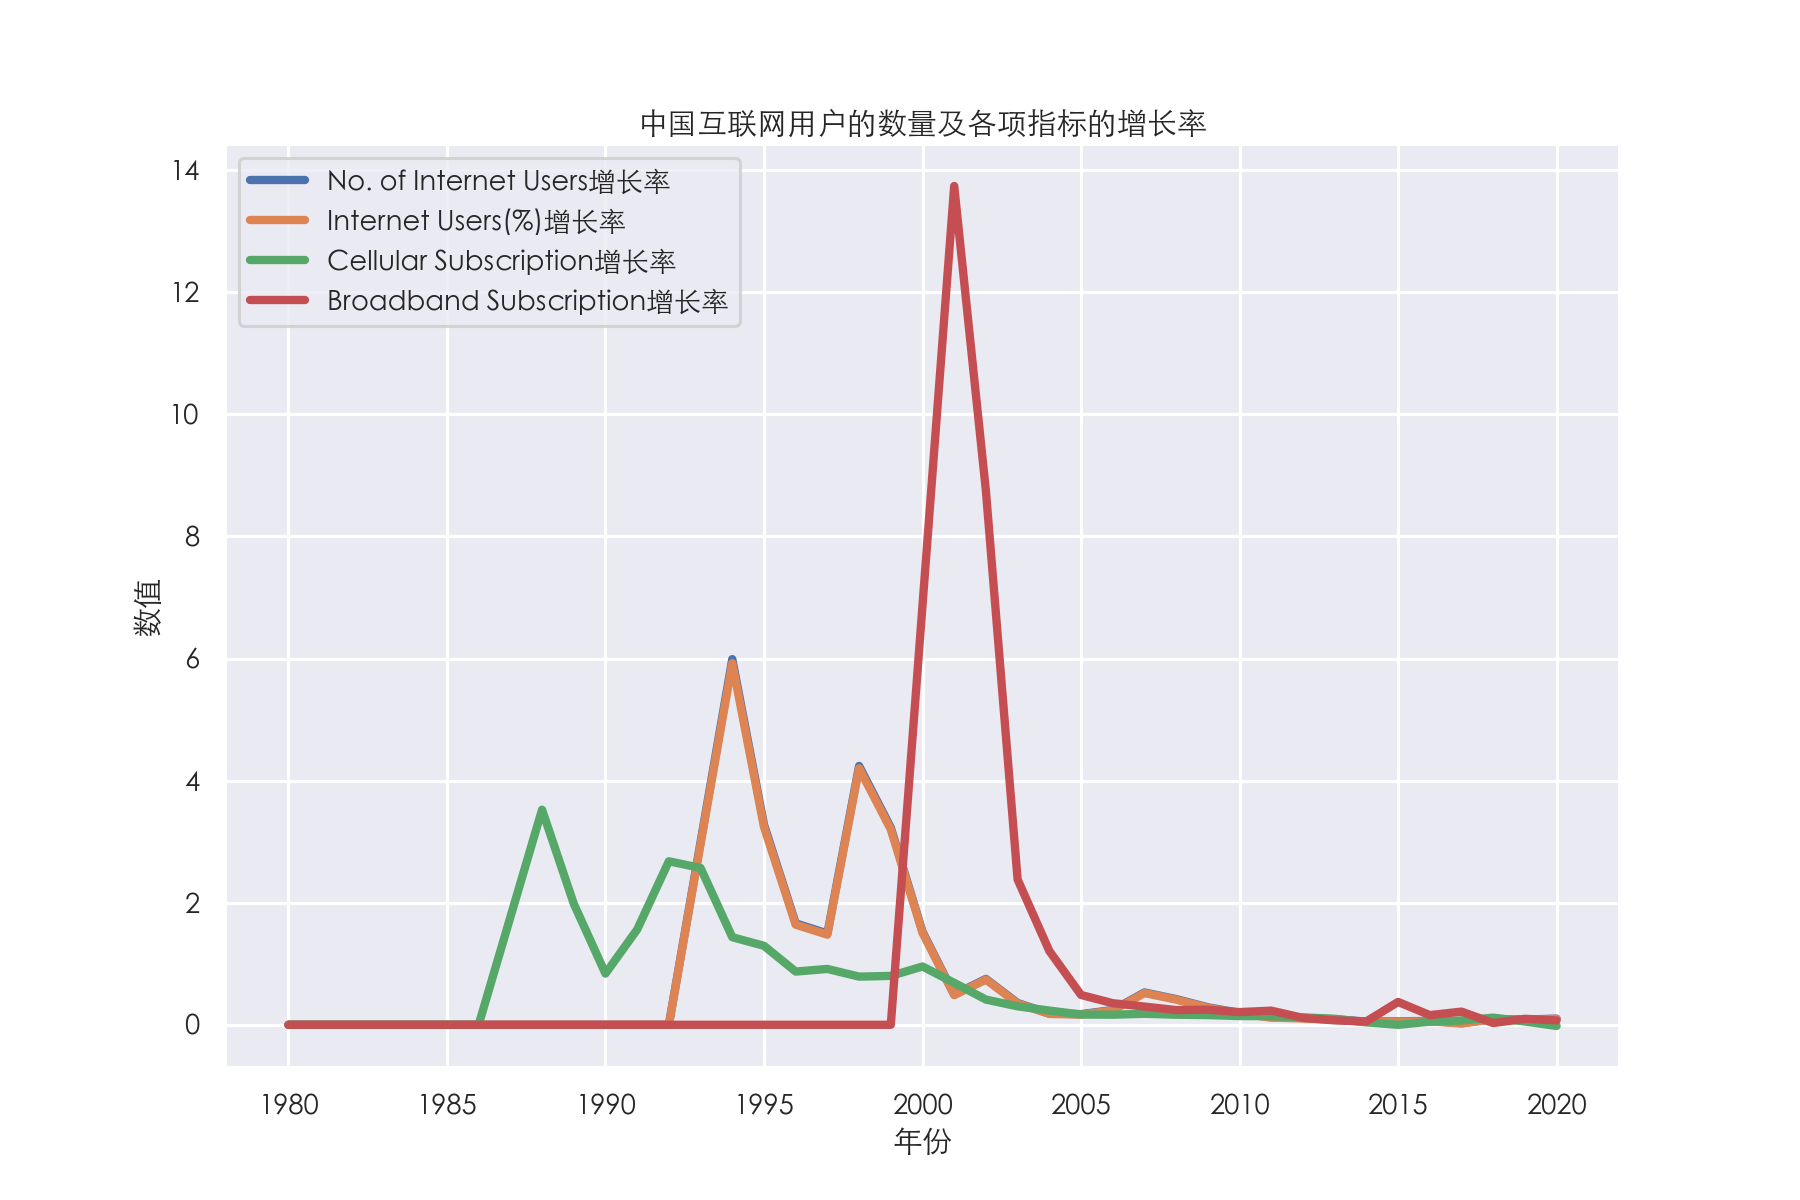 中国互联网用户的数量及各项指标的增长率
No. of Internet Users增长率
Internet Users(%)增长率
Cellular Subscription增长率
Broadband Subscription增长率
14
12
10
8
6
4
2
0
数值
1980 1985 1990 1995 2000 2005 2010 2015 2020
年份